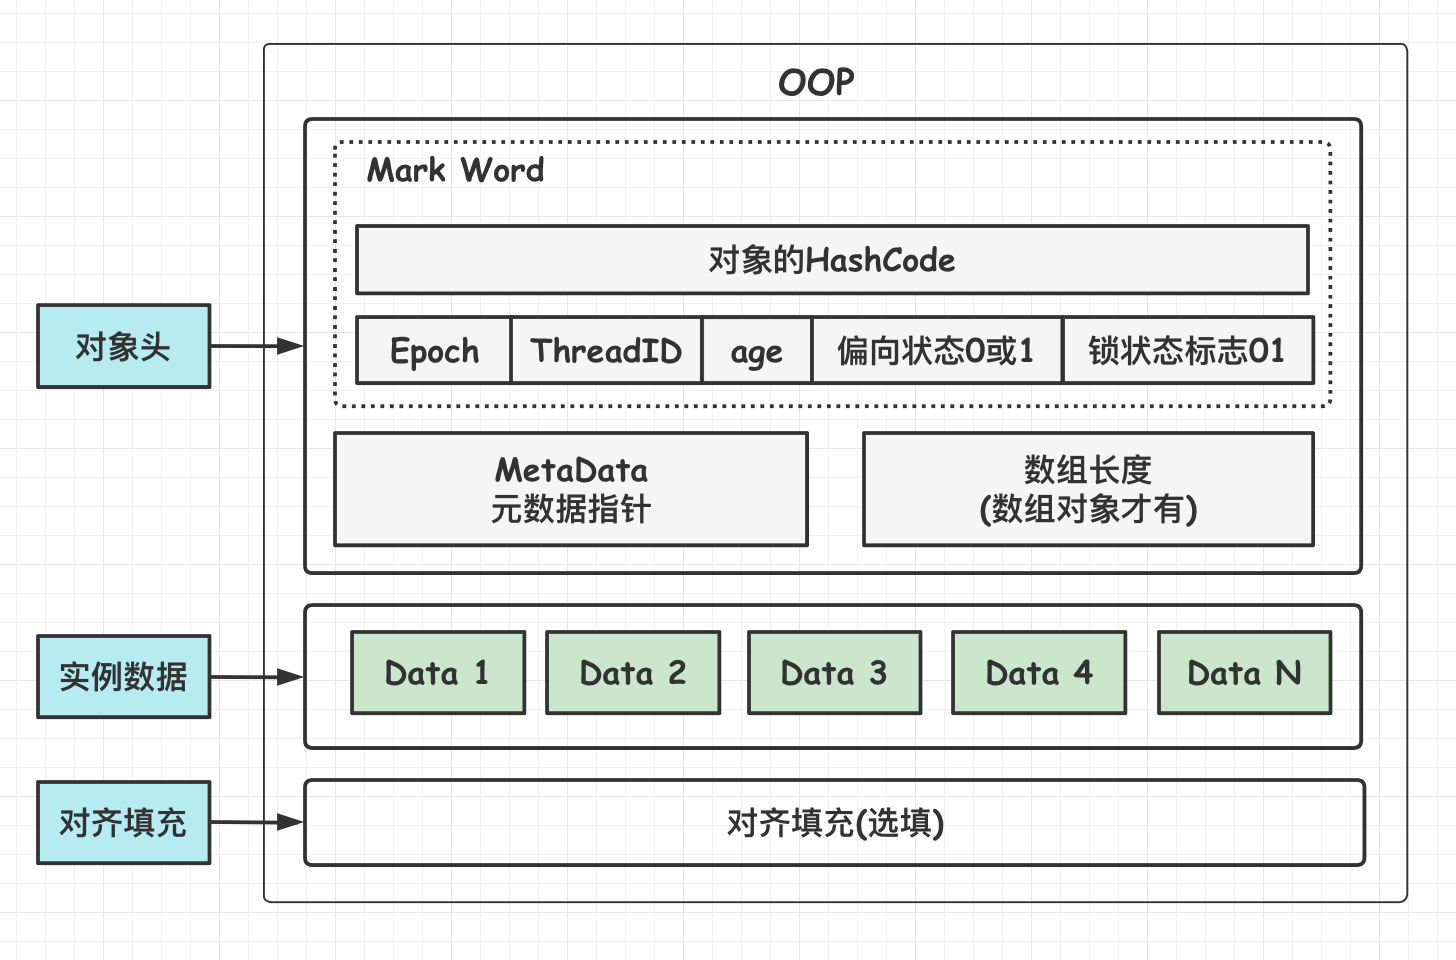 OOP
Mark Word
对象的HashCode
对象头
Epoch ThreadID age 偏向状态0或1 锁状态标志01
MetaData
元数据指针
数组长度
(数组对象才有)
实例数据
Data 1 Data 2 Data 3 Data 4 Data N
对齐填充
对齐填充(选填)